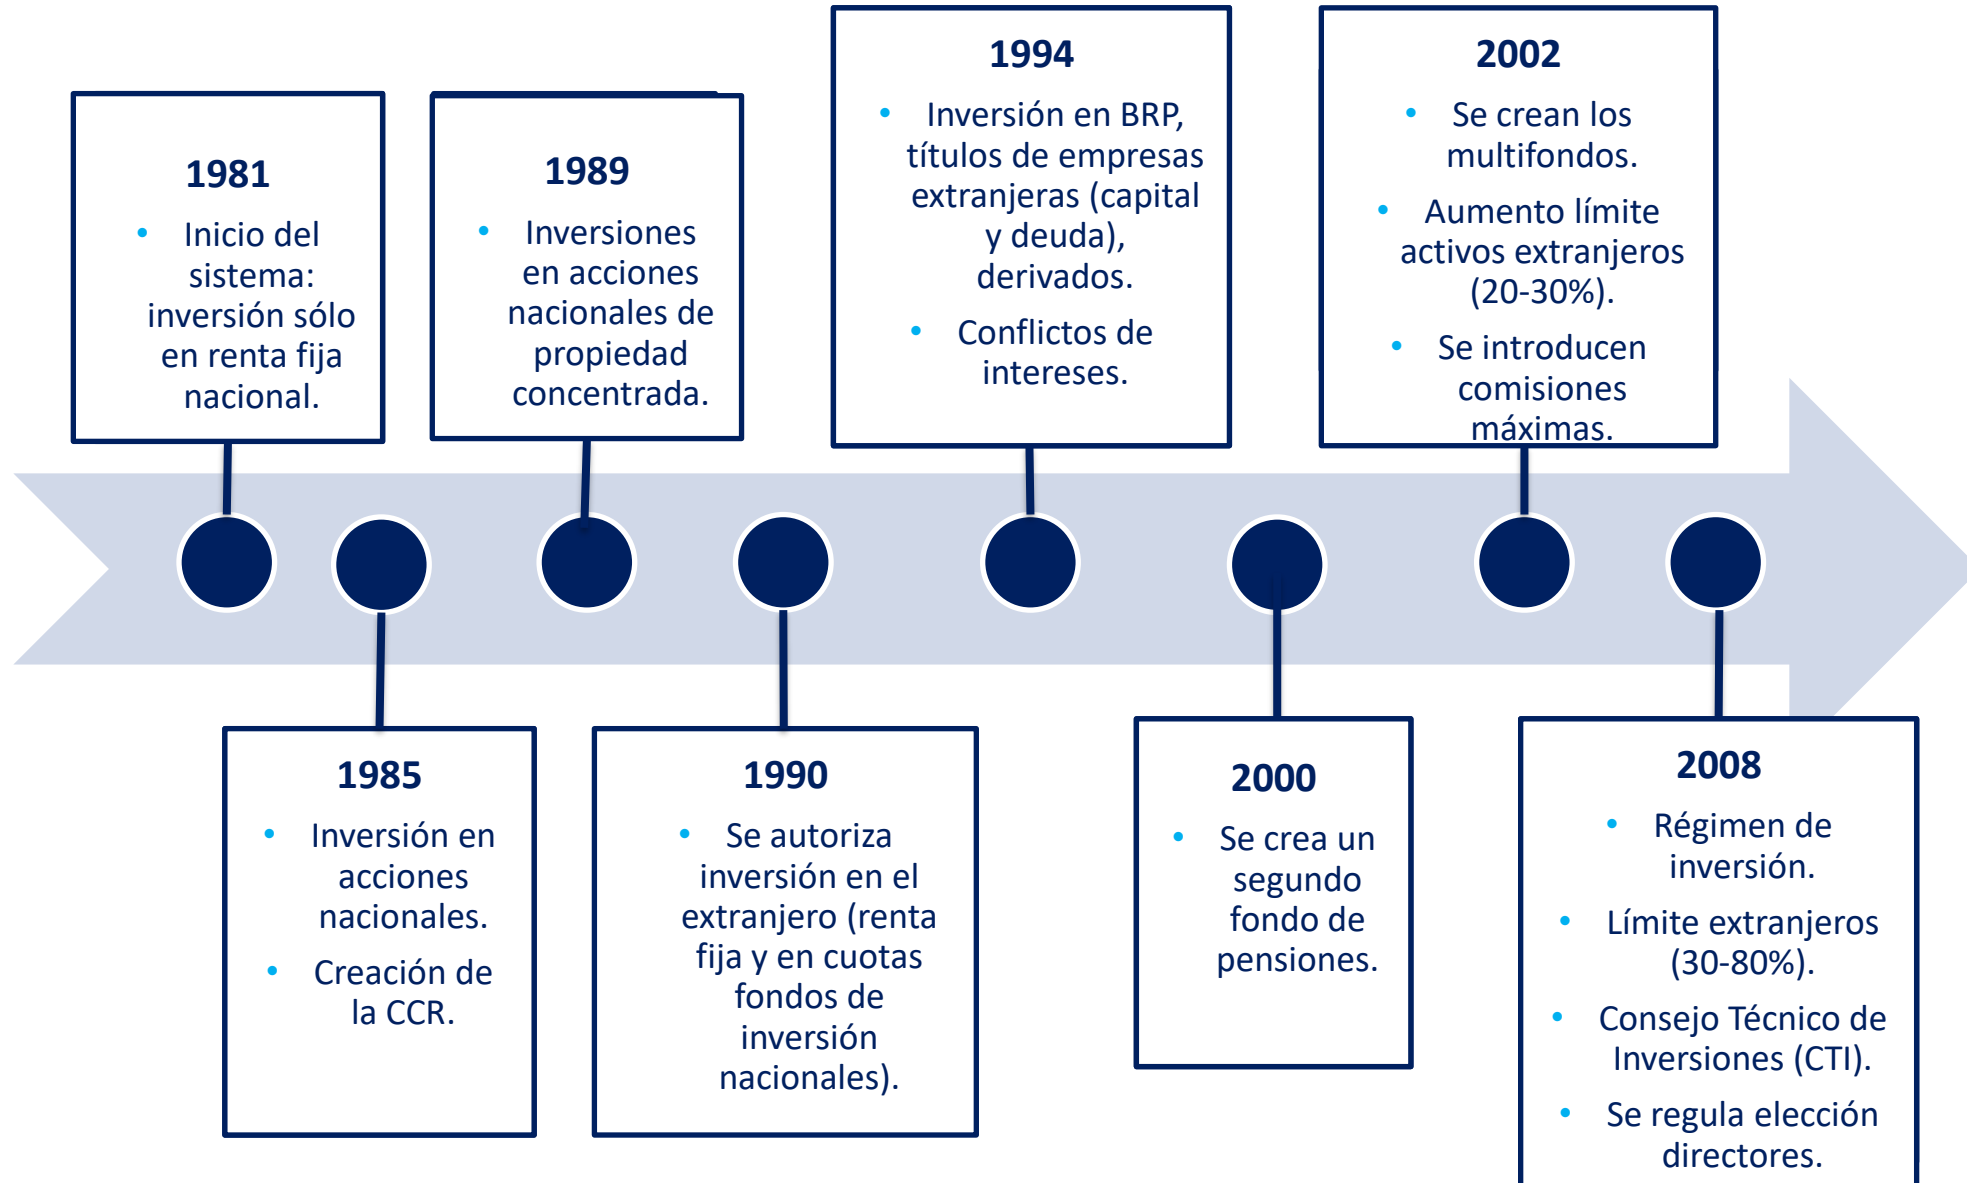 1981
• Inicio del
sistema:
inversión sólo
en renta fija
nacional.
1985
• Inversión en
acciones
nacionales.
• Creación de
la CCR.
1989
• Inversiones
en acciones
nacionales de
propiedad
concentrada.
1990
• Se autoriza
inversión en el
extranjero (renta
fija y en cuotas
fondos de
inversión
nacionales).
1994
• Inversión en BRP,
títulos de empresas
extranjeras (capital
y deuda),
derivados.
• Conflictos de
intereses.
2000
• Se crea un
segundo
fondo de
pensiones.
2002
• Se crean los
multifondos.
• Aumento límite
activos extranjeros
(20-30%).
• Se introducen
comisiones
máximas.
2008
• Régimen de
inversión.
• Límite extranjeros
(30-80%).
• Consejo Técnico de
Inversiones (CTI).
• Se regula elección
directores.